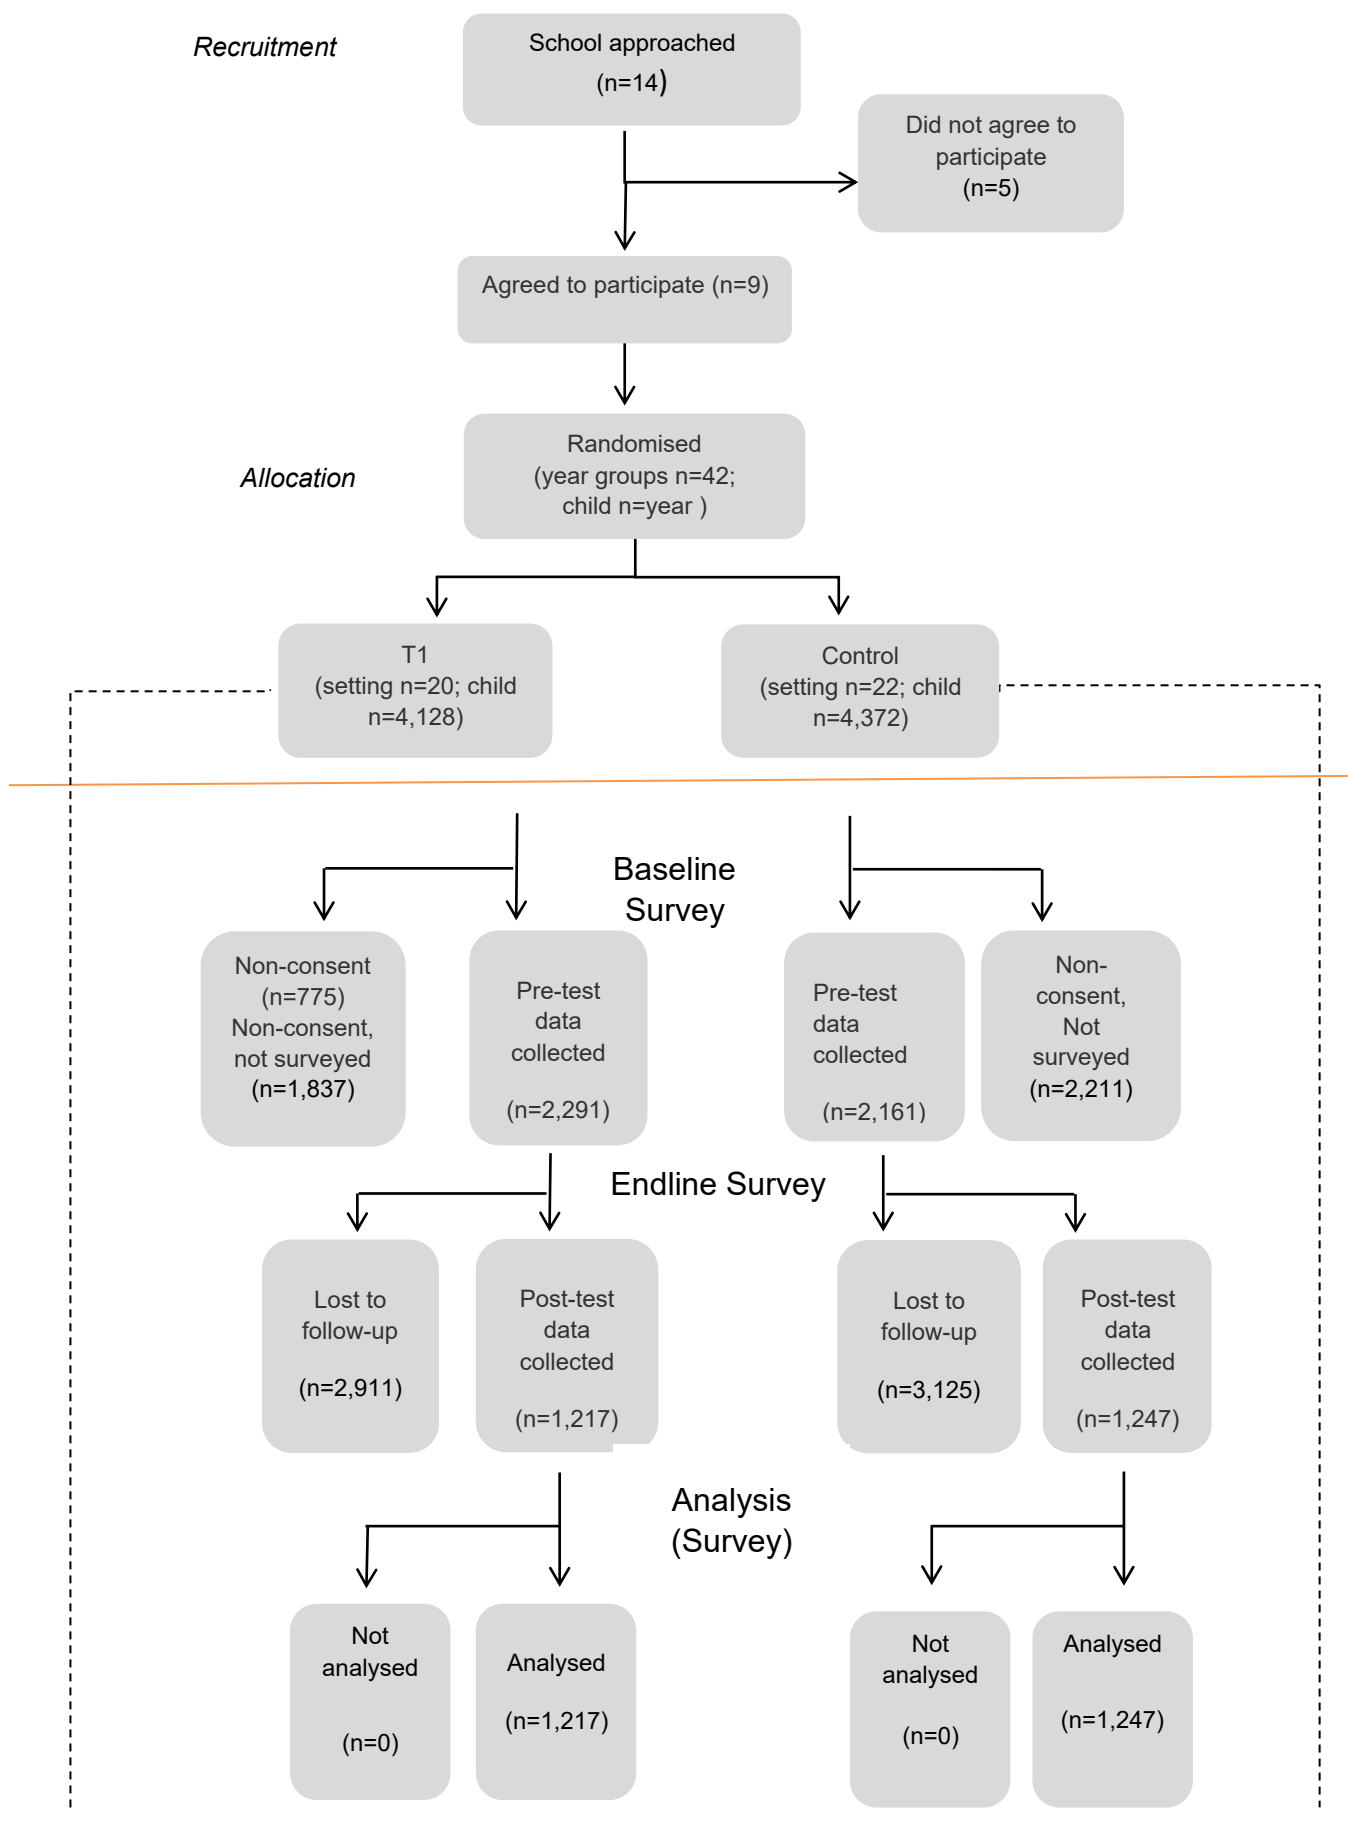 Recruitment
School approached
(n=14)
Did not agree to
participate
(n=5)
Agreed to participate (n=9)
Allocation
Randomised
(year groups n=42;
child n=year )
T1
(setting n=20; child
n=4,128)
Control
(setting n=22; child
n=4,372)
Baseline
Survey
Non-consent
(n=775)
Non-consent,
not surveyed
(n=1,837)
Pre-test
data
collected
(n=2,291)
Pre-test
data
collected
(n=2,161)
Non-
consent,
Not
surveyed
(n=2,211)
Endline Survey
Lost to
follow-up
(n=2,911)
Post-test
data
collected
(n=1,217)
Lost to
follow-up
(n=3,125)
Post-test
data
collected
(n=1,247)
Analysis
(Survey)
Not
analysed
(n=0)
Analysed
(n=1,217)
Not
analysed
(n=0)
Analysed
(n=1,247)